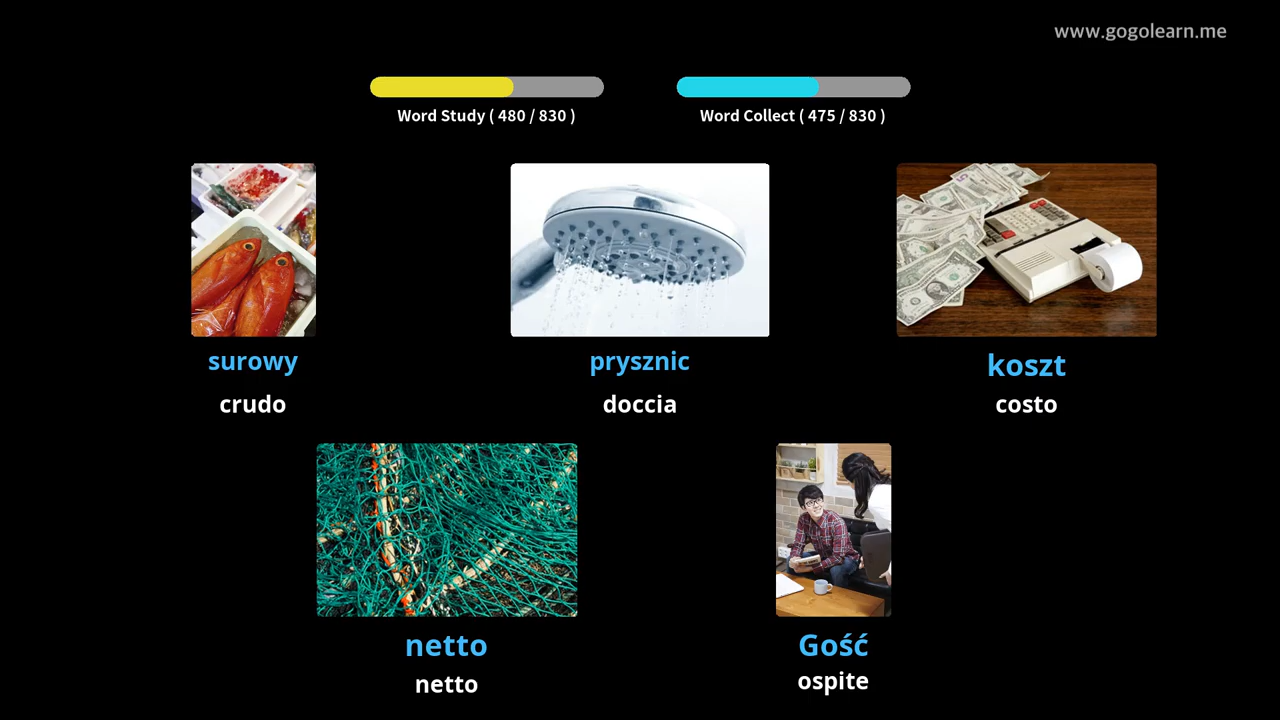 www.gogolearn.me
Word Study ( 480 / 830 )
Word Collect ( 475 / 830 )
surowy
crudo
prysznic
doccia
koszt
costo
netto
netto
Gość
ospite